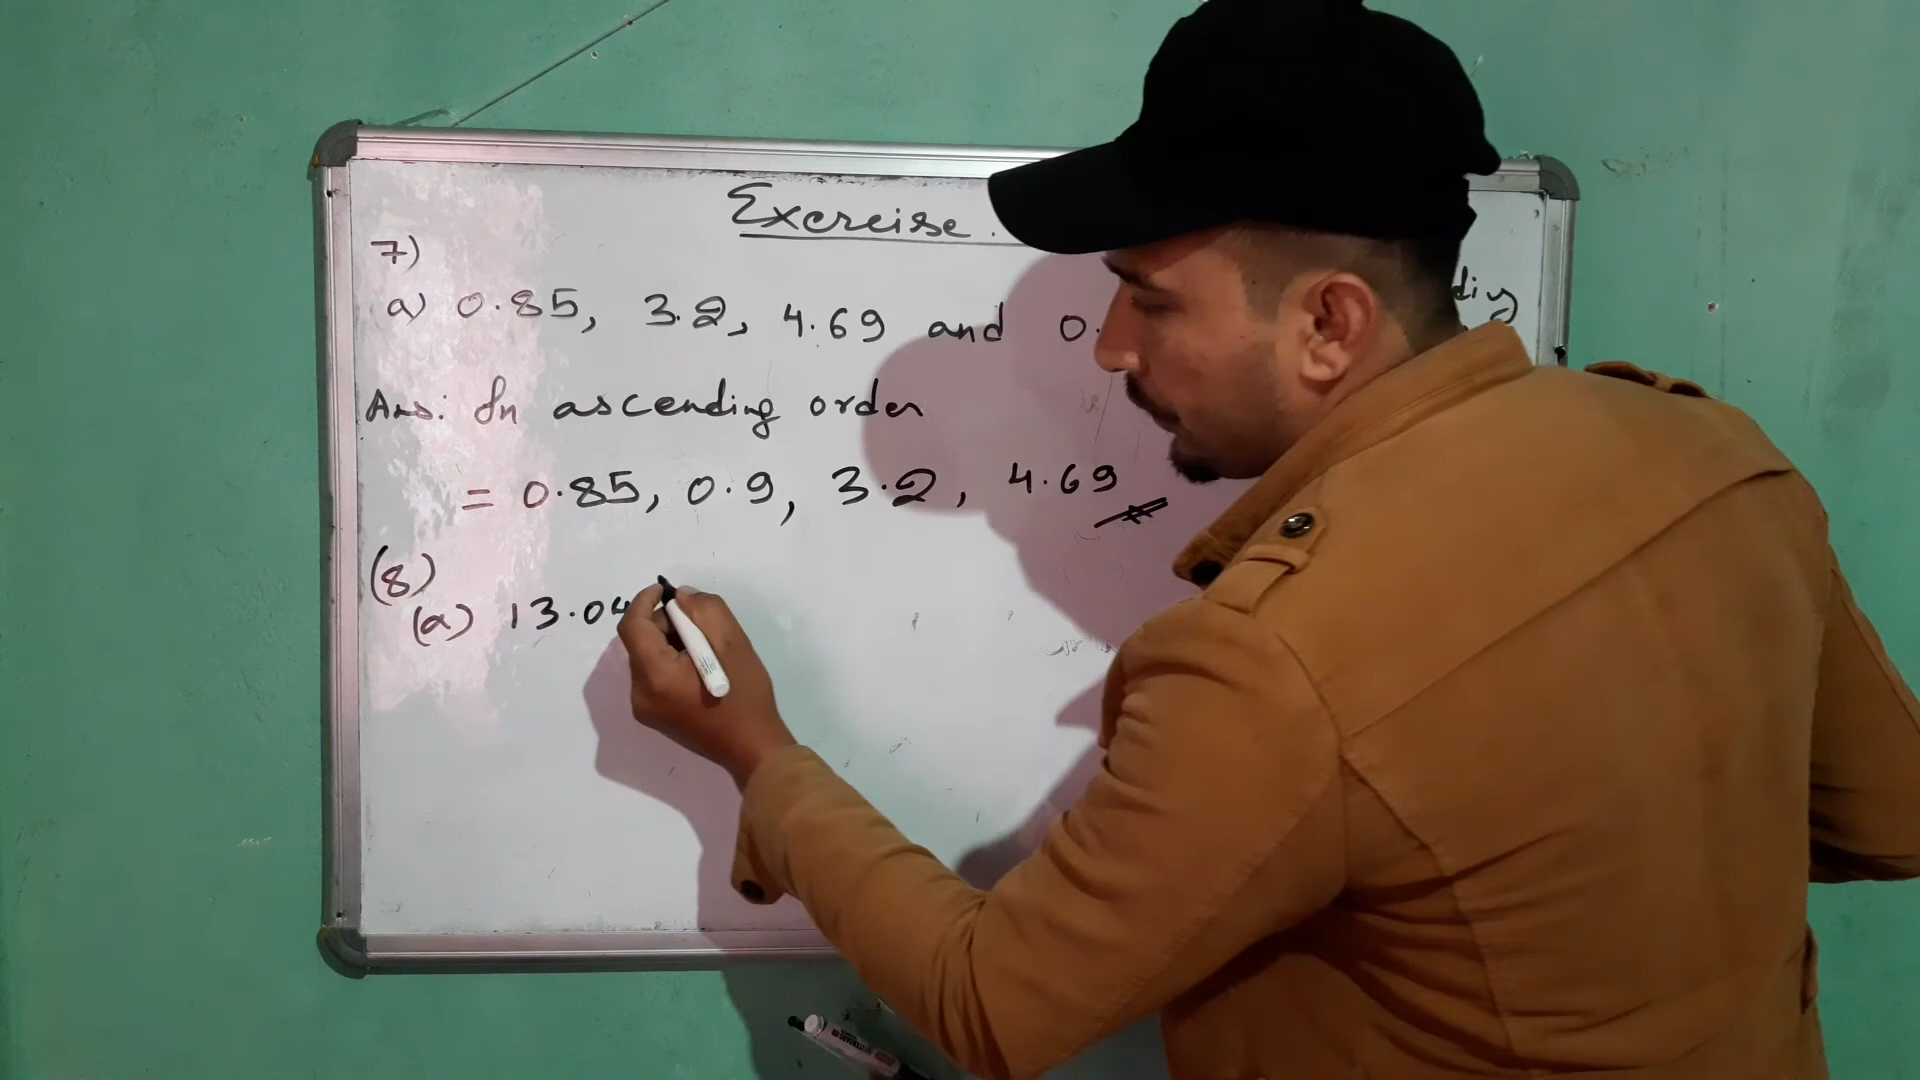 Exercise.
7)
a) 0.85, 3.2, 4.69 and 0.
Ans: In ascending order
= 0.85, 0.9, 3.2, 4.69
(8)
(a) 13.04